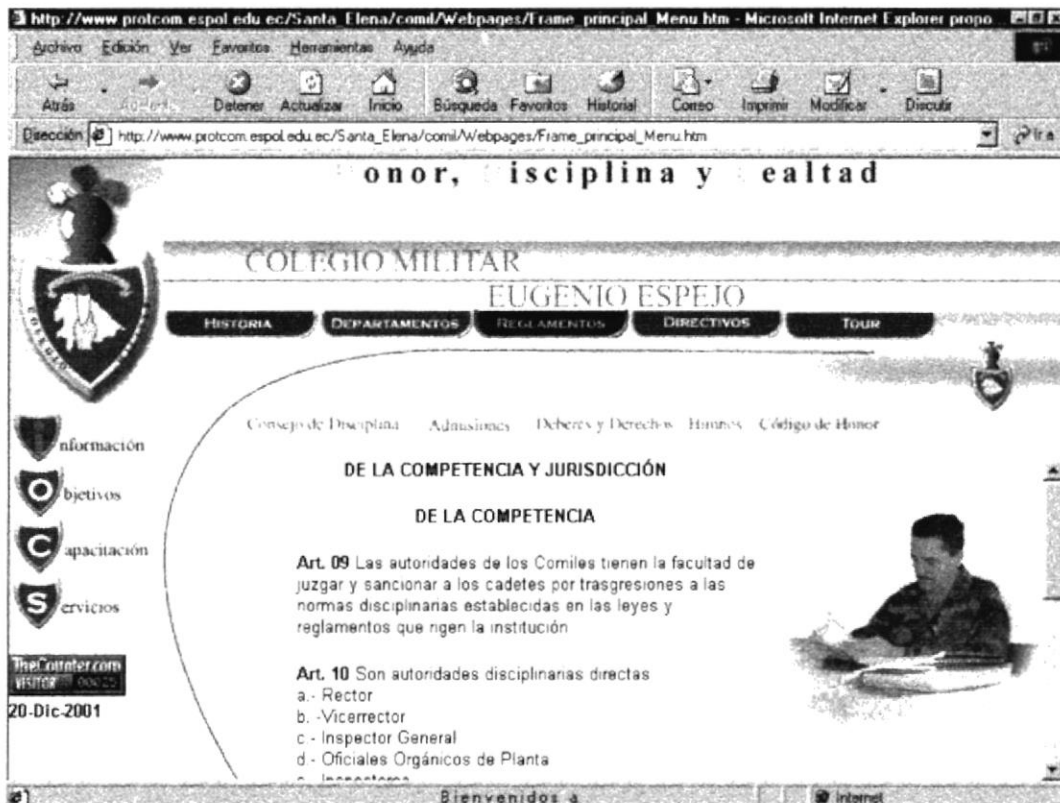 http://www.protcom.espol.edu.ec/Santa_Elena/comil/Webpages/Frame_principal_Menu.htm - Microsoft Internet Explorer propo
Archivo Edición Ver Favoritos Herramientas Ayuda
Atrás Detener Actualizar Inicio Búsqueda Favoritos Historial Correo Imprimir Modificar Discutir
Dirección http://www.protcom.espol.edu.ec/Santa_Elena/comil/Webpages/Frame_principal_Menu.htm Ir a
onor, isciplina y ealtad
COLEGIO MILITAR
EUGENIO ESPEJO
HISTORIA DEPARTAMENTOS REGLAMENTOS DIRECTIVOS TOUR
COLEGIO
Consejo de Disciplina Admisiones Deberes y Derechos Himnos Código de Honor
Información
Objetivos
Capacitación
Servicios
TheCounter.com
VISITOR 00025
20-Dic-2001
DE LA COMPETENCIA Y JURISDICCIÓN
DE LA COMPETENCIA
Art. 09 Las autoridades de los Comiles tienen la facultad de
juzgar y sancionar a los cadetes por trasgresiones a las
normas disciplinarias establecidas en las leyes y
reglamentos que rigen la institución
Art. 10 Son autoridades disciplinarias directas
a.- Rector
b. -Vicerrector
c.- Inspector General
d.- Oficiales Orgánicos de Planta
Bienvenidos a
Internet